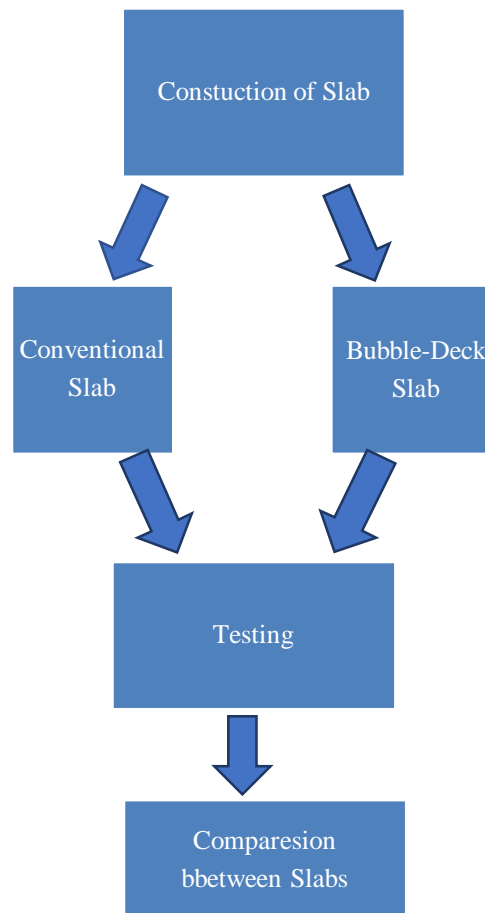 Constuction of Slab
Conventional
Slab
Bubble-Deck
Slab
Testing
Comparesion
bbetween Slabs